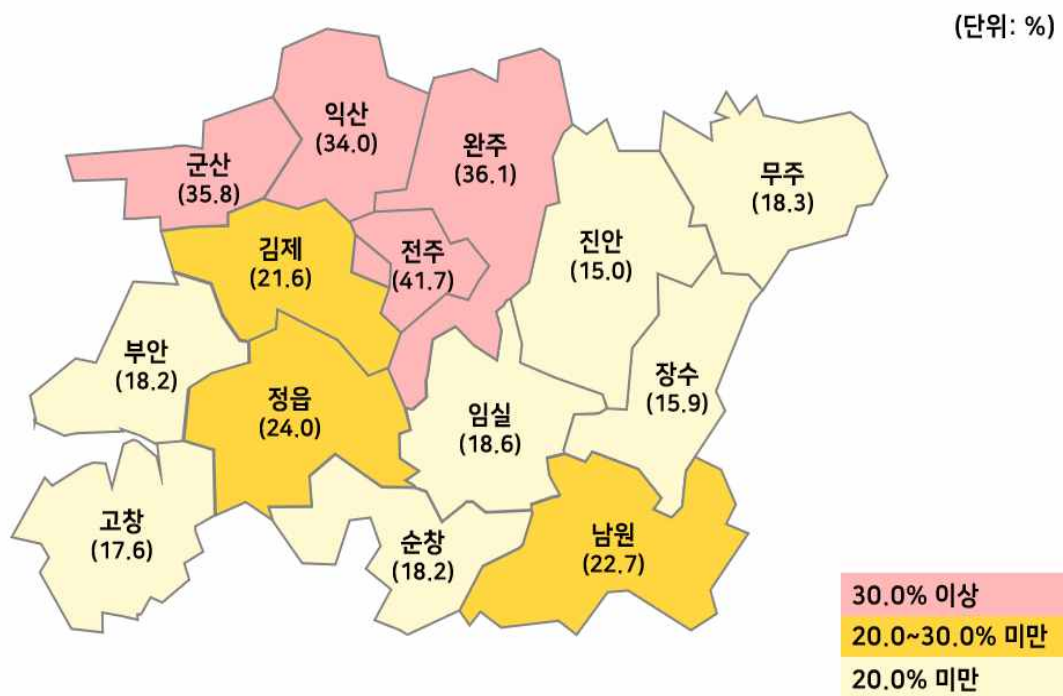 (단위: %)
익산
(34.0)
완주
(36.1)
군산
(35.8)
무주
(18.3)
김제
(21.6)
전주
(41.7)
진안
(15.0)
부안
(18.2)
정읍
(24.0)
임실
(18.6)
장수
(15.9)
고창
(17.6)
순창
(18.2)
남원
(22.7)
30.0% 이상
20.0~30.0% 미만
20.0% 미만